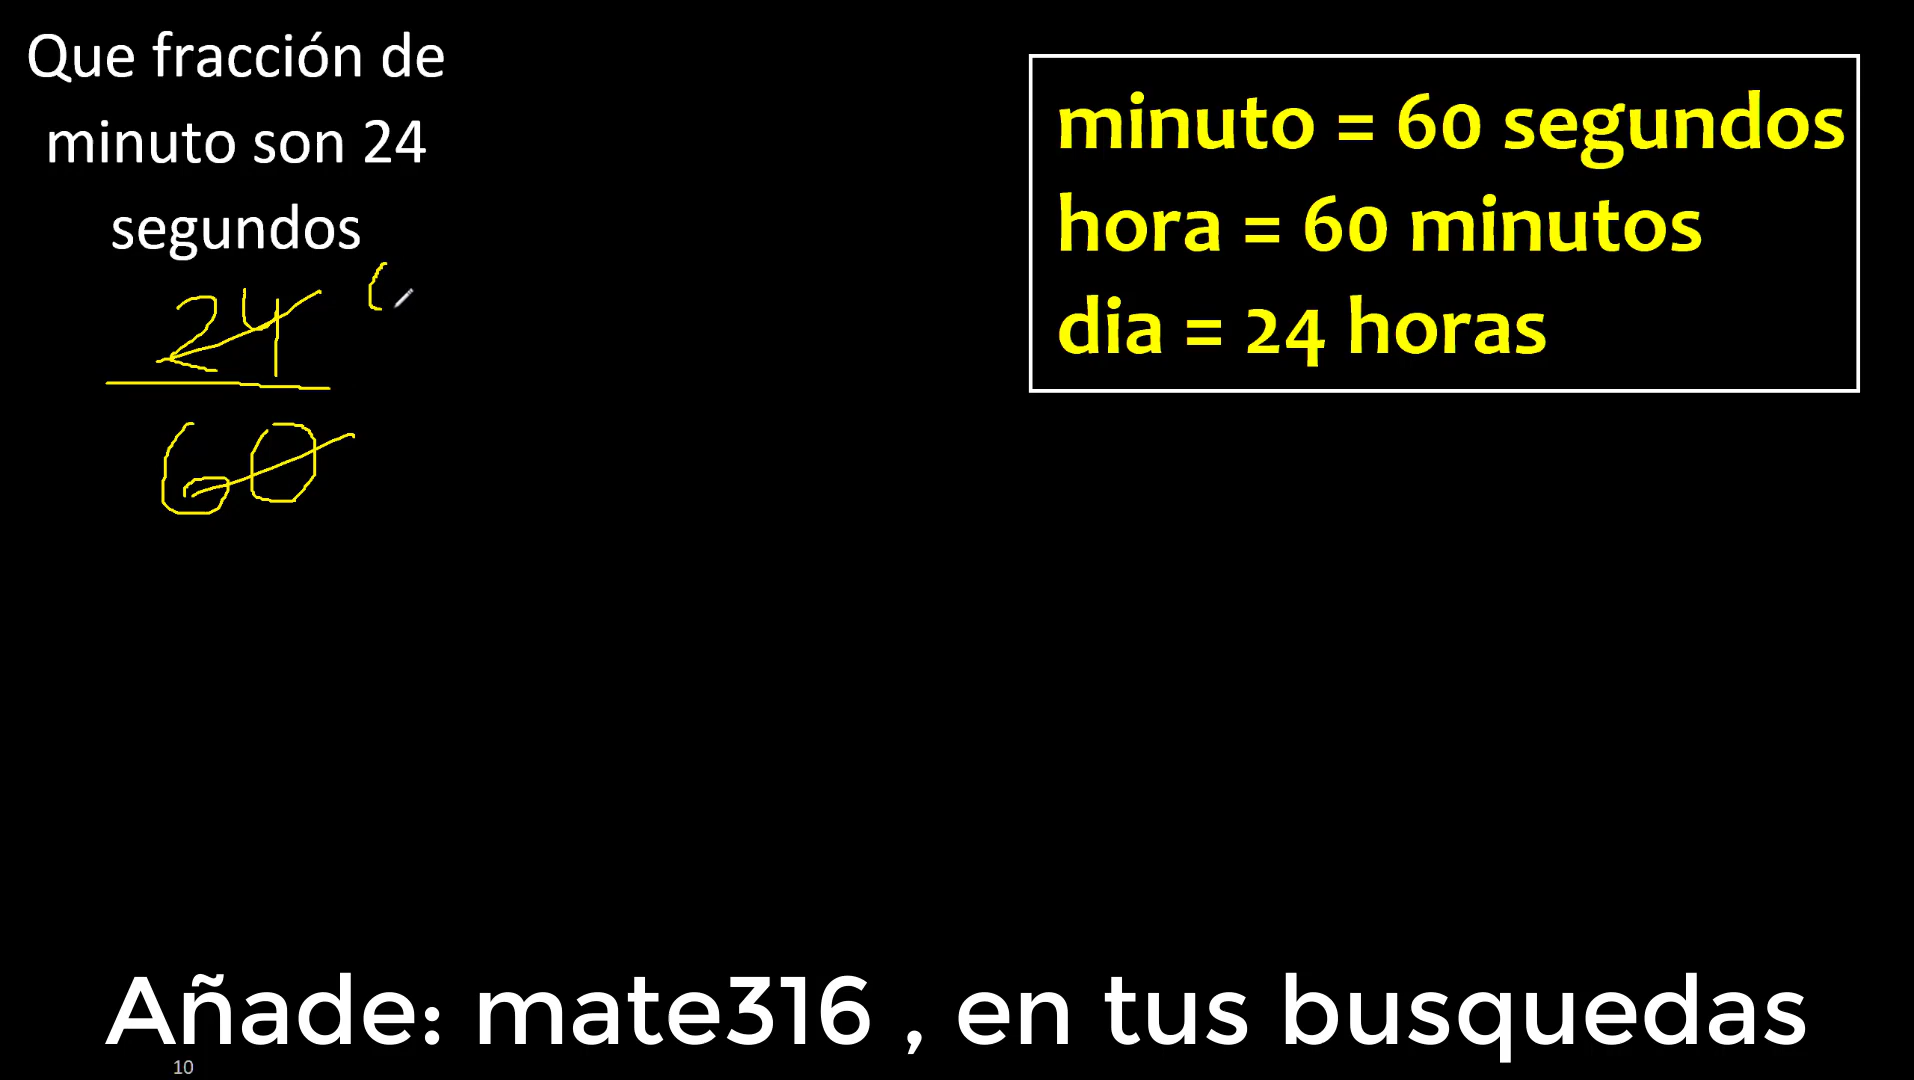 Que fracción de
minuto son 24
segundos
24
60
minuto = 60 segundos
hora = 60 minutos
dia = 24 horas
Añade: mate316 , en tus busquedas
10